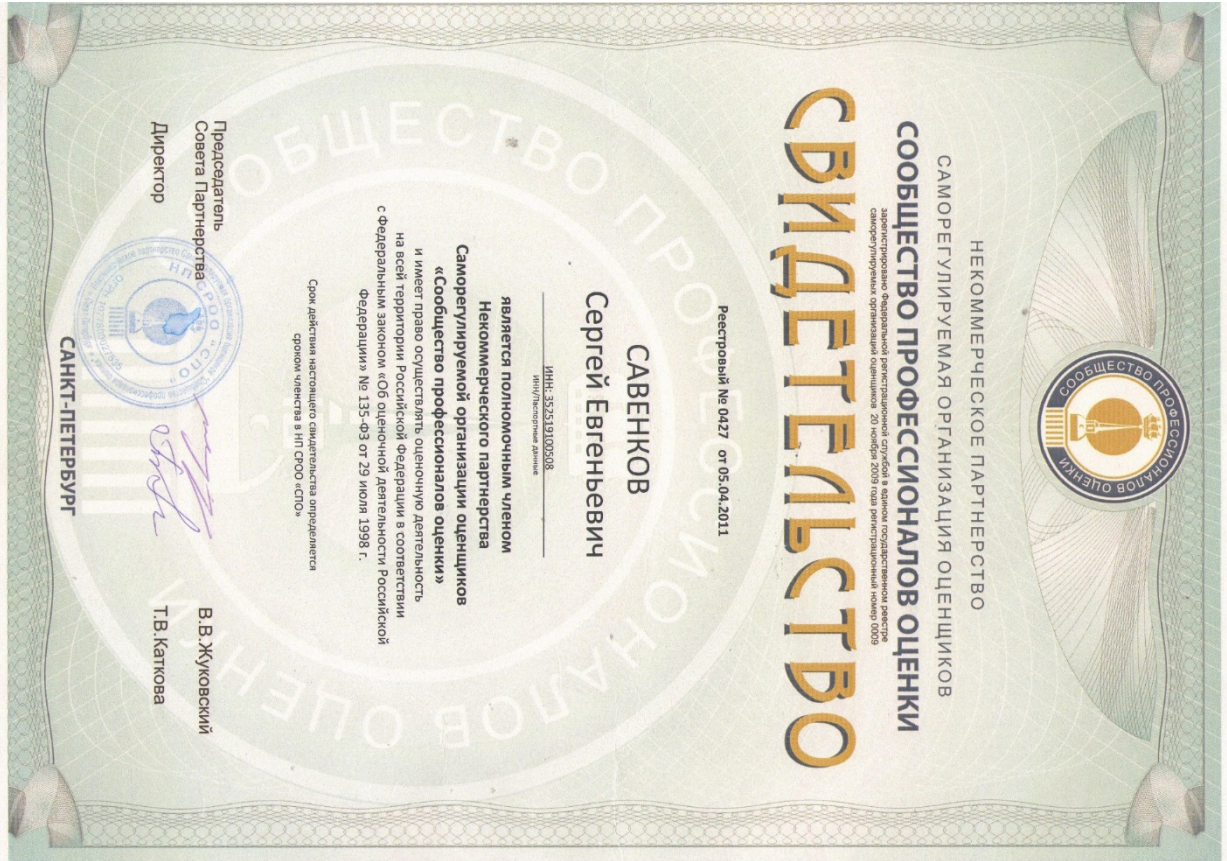 СООБЩЕСТВО ПРОФЕССИОНАЛОВ ОЦЕНКИ
НЕКОММЕРЧЕСКОЕ ПАРТНЕРСТВО
САМОРЕГУЛИРУЕМАЯ ОРГАНИЗАЦИЯ ОЦЕНЩИКОВ
СООБЩЕСТВО ПРОФЕССИОНАЛОВ ОЦЕНКИ
зарегистрировано Федеральной регистрационной службой в едином государственном реестре
саморегулируемых организаций оценщиков 20 ноября 2009 года регистрационный номер 0009
СВИДЕТЕЛЬСТВО
Реестровый № 0427 от 05.04.2011
САВЕНКОВ
Сергей Евгеньевич
ИНН: 352519100508
ИНН/Паспортные данные
является полномочным членом
Некоммерческого партнерства
Саморегулируемой организации оценщиков
«Сообщество профессионалов оценки»
и имеет право осуществлять оценочную деятельность
на всей территории Российской Федерации в соответствии
с Федеральным законом «Об оценочной деятельности Российской
Федерации» № 135-ФЗ от 29 июля 1998 г.
Срок действия настоящего свидетельства определяется
сроком членства в НП СРОО «СПО»
Председатель
Совета Партнерства
В.В.Жуковский
Директор
Т.В.Каткова
НП СРОО "СПО"
САНКТ-ПЕТЕРБУРГ
СООБЩЕСТВО ПРОФЕССИОНАЛОВ ОЦЕНКИ